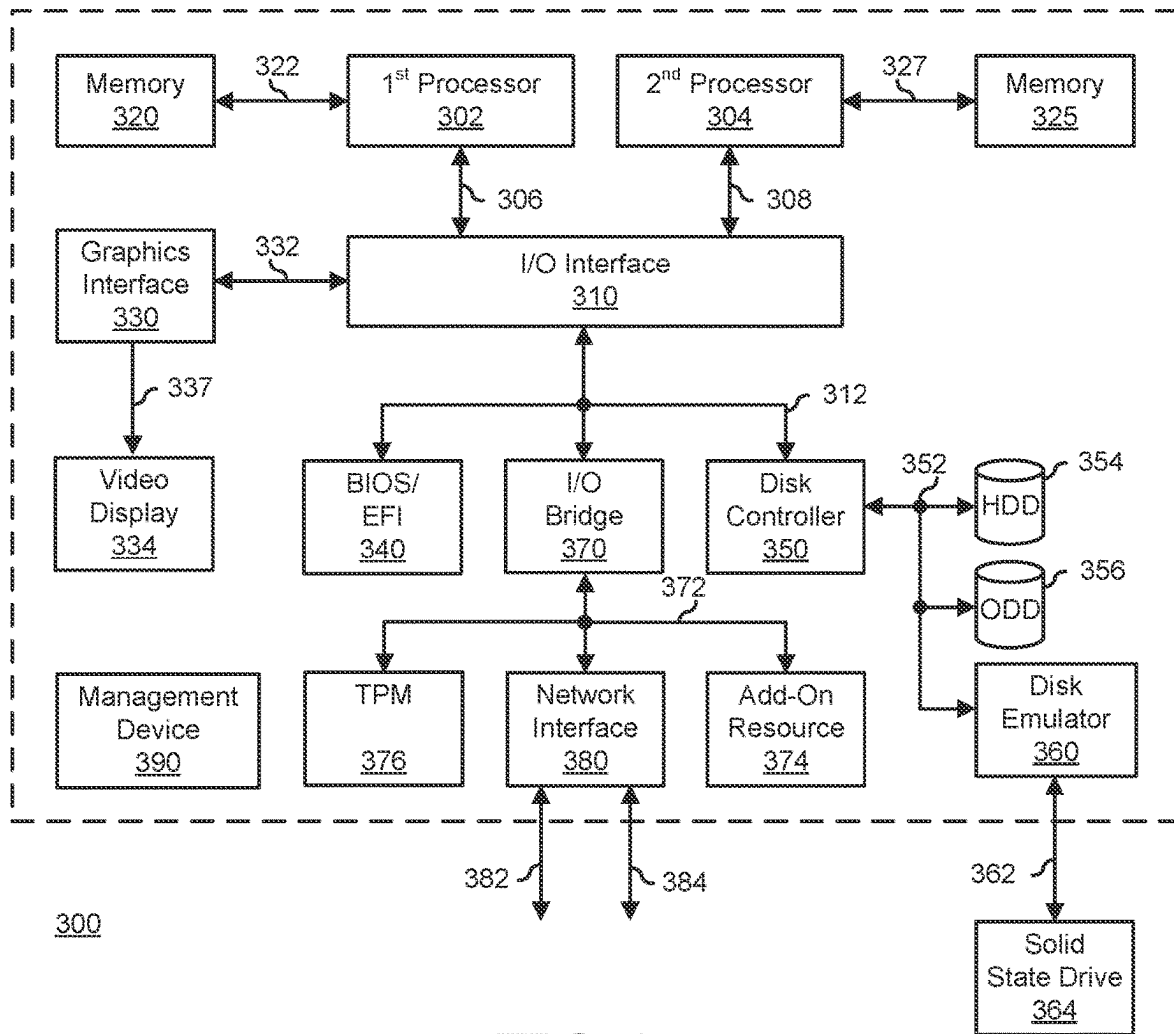 Memory
320
322
1st Processor
302
2nd Processor
304
327
Memory
325
306
308
Graphics
Interface
330
332
I/O Interface
310
337
312
Video
Display
334
BIOS/
EFI
340
I/O
Bridge
370
Disk
Controller
350
352
354
HDD
356
ODD
372
Management
Device
390
TPM
376
Network
Interface
380
Add-On
Resource
374
Disk
Emulator
360
382
384
362
300
Solid
State Drive
364